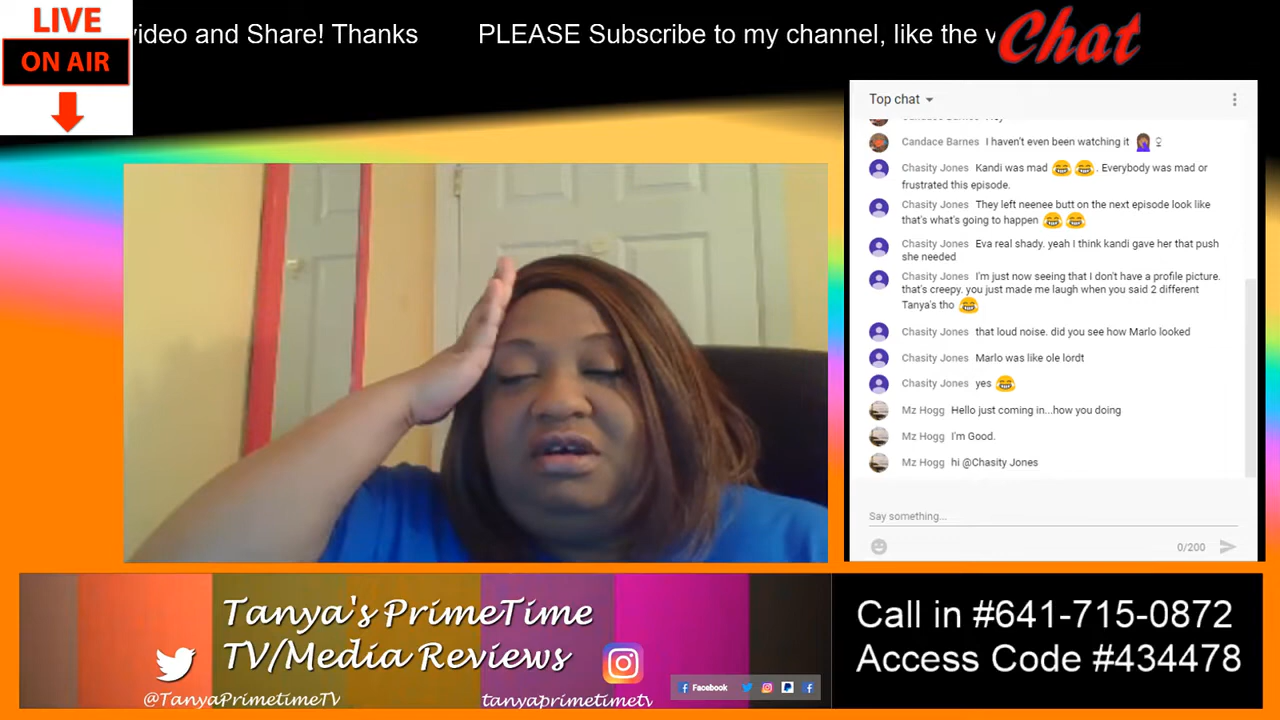 LIVE
ON AIR
video and Share! Thanks PLEASE Subscribe to my channel, like the v
Chat
Top chat
Candace Barnes I haven't even been watching it
Chasity Jones Kandi was mad 😂😂. Everybody was mad or
frustrated this episode.
Chasity Jones They left neenee butt on the next episode look like
that's what's going to happen 😂😂
Chasity Jones Eva real shady. yeah I think kandi gave her that push
she needed
Chasity Jones I'm just now seeing that I don't have a profile picture.
that's creepy. you just made me laugh when you said 2 different
Tanya's tho 😂
Chasity Jones that loud noise. did you see how Marlo looked
Chasity Jones Marlo was like ole lordt
Chasity Jones yes 😂
Mz Hogg Hello just coming in...how you doing
Mz Hogg I'm Good.
Mz Hogg hi @Chasity Jones
Say something...
0/200
Tanya's PrimeTime
TV/Media Reviews
@TanyaPrimetimeTV
tanyaprimetimetv
Facebook
Call in #641-715-0872
Access Code #434478